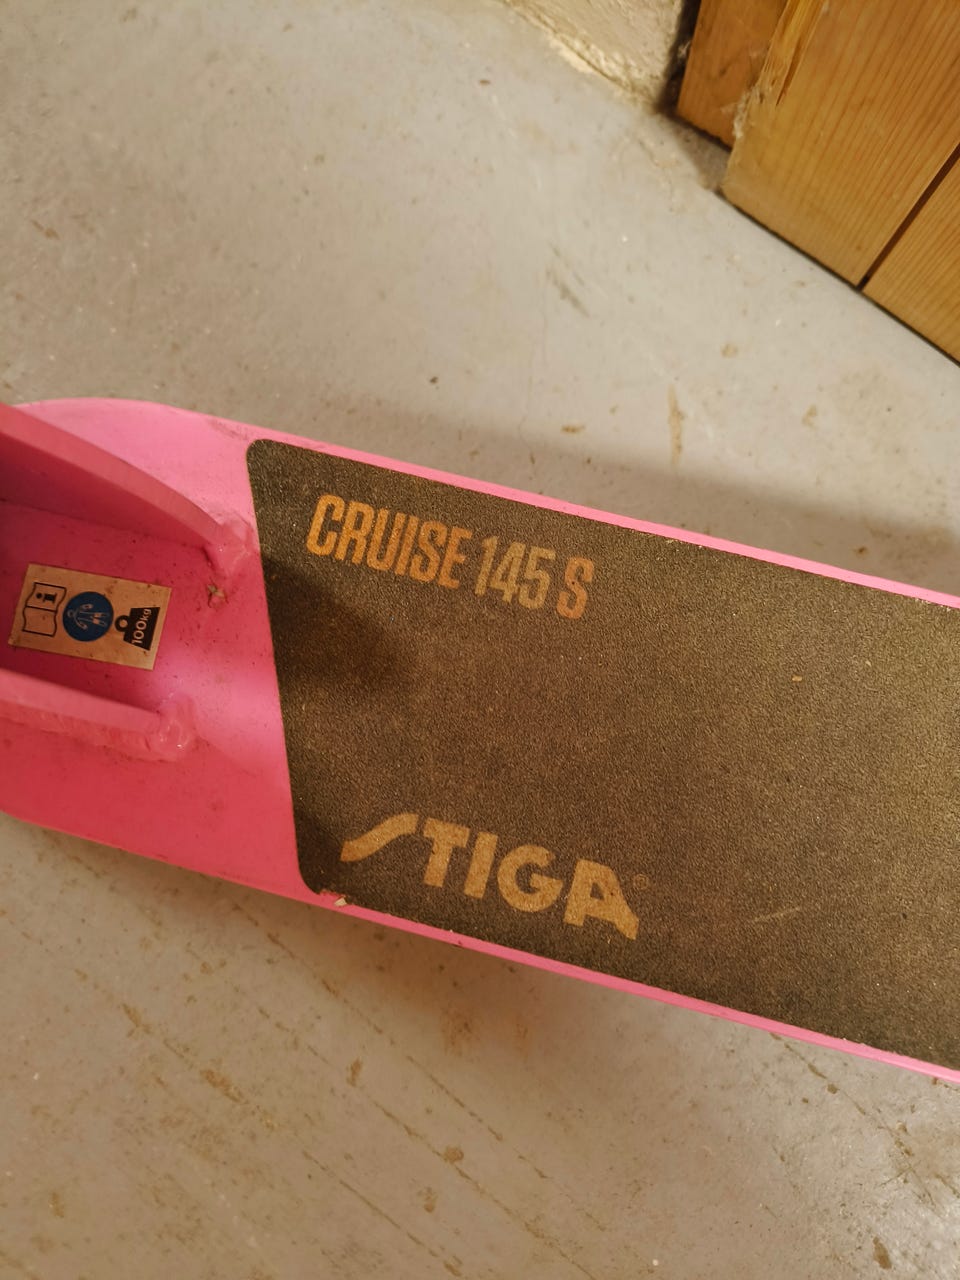 CRUISE 145 S
i
100kg
STIGA®